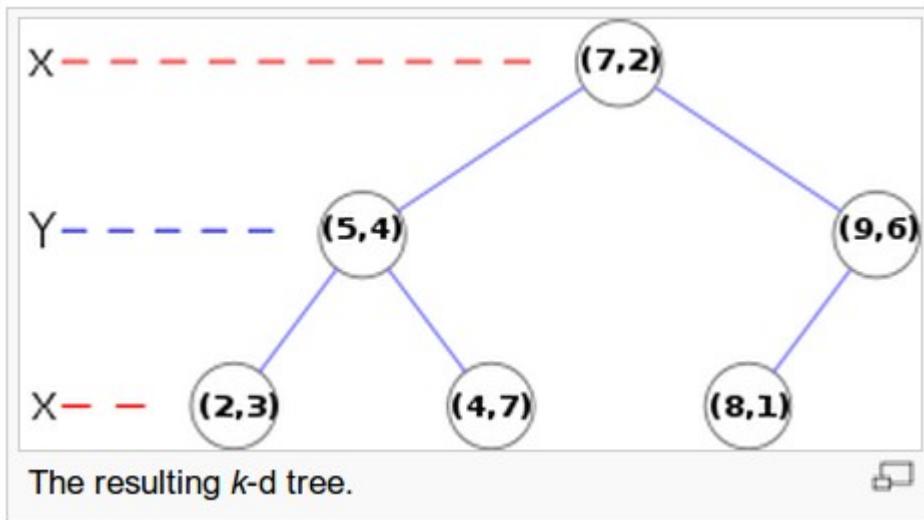 X (7,2)
Y (5,4) (9,6)
X (2,3) (4,7) (8,1)
The resulting k-d tree.